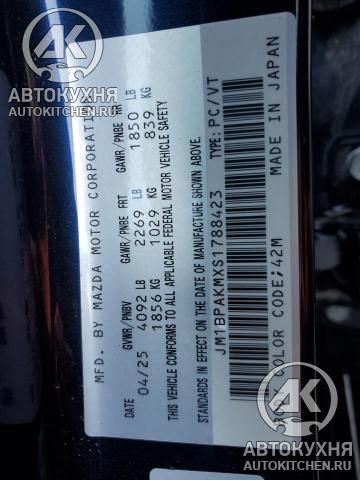 MFD. BY MAZDA MOTOR CORPORATION
DATE GVWR/PNBV GAWR/PNBE FRT GAWR/PNBE RR
04/25 4092 LB 2269 LB 1850 LB
1856 KG 1029 KG 839 KG
THIS VEHICLE CONFORMS TO ALL APPLICABLE FEDERAL MOTOR VEHICLE SAFETY
STANDARDS IN EFFECT ON THE DATE OF MANUFACTURE SHOWN ABOVE.
JM1BPAKMXS1788423 TYPE: PC/VT
COLOR CODE;42M MADE IN JAPAN
АК
АВТОКУХНЯ
AUTOKITCHEN.RU
АК
АВТОКУХНЯ
AUTOKITCHEN.RU